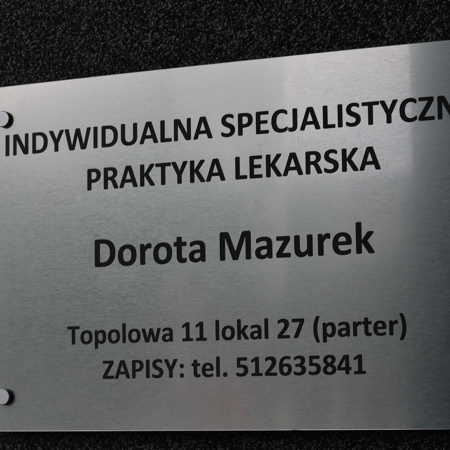 INDYWIDUALNA SPECJALISTYCZN
PRAKTYKA LEKARSKA
Dorota Mazurek
Topolowa 11 lokal 27 (parter)
ZAPISY: tel. 512635841